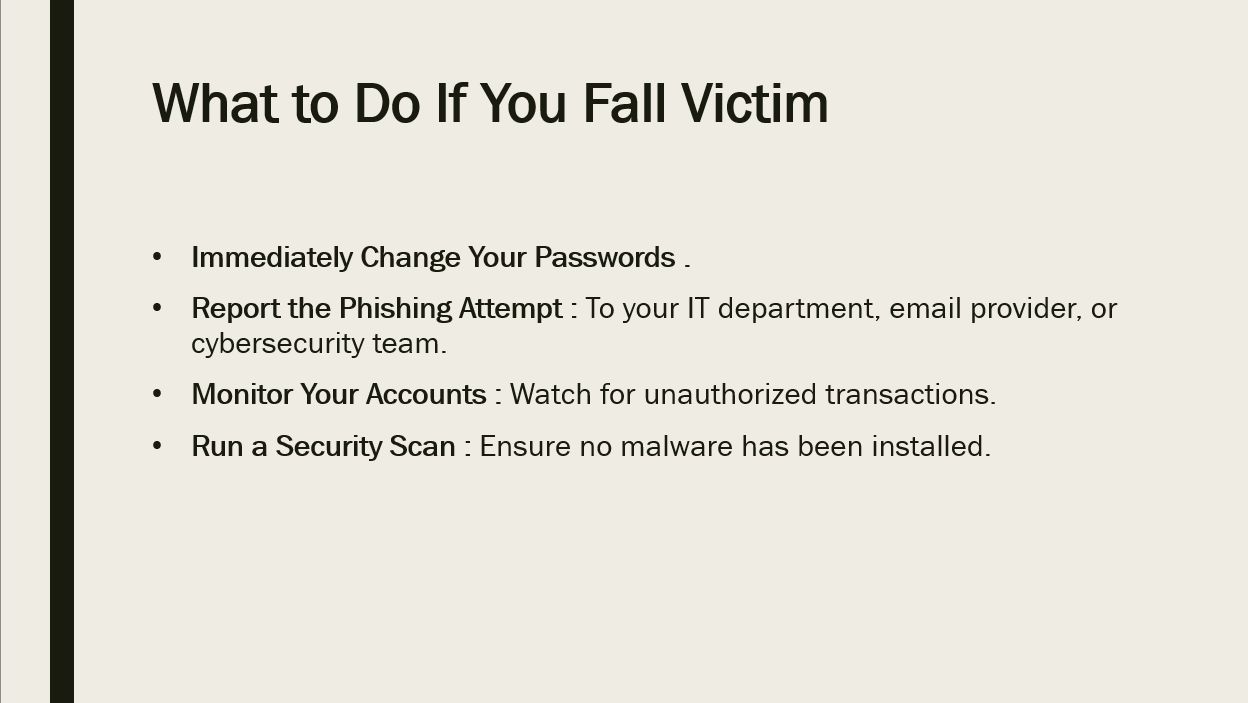 What to Do If You Fall Victim
• Immediately Change Your Passwords .
• Report the Phishing Attempt : To your IT department, email provider, or
cybersecurity team.
• Monitor Your Accounts : Watch for unauthorized transactions.
• Run a Security Scan : Ensure no malware has been installed.